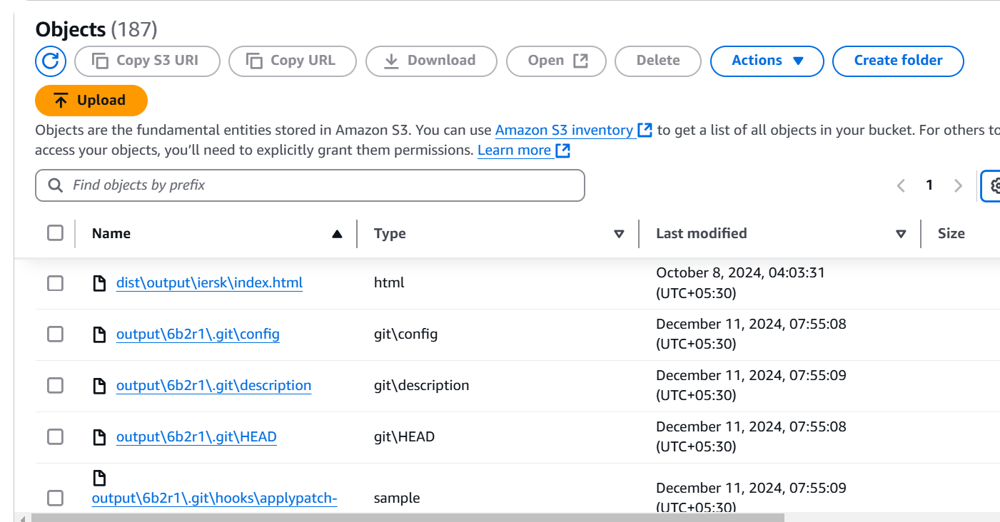 Objects (187)
Copy S3 URI
Copy URL
Download
Open
Delete
Actions
Create folder
Upload
Objects are the fundamental entities stored in Amazon S3. You can use Amazon S3 inventory to get a list of all objects in your bucket. For others to
access your objects, you'll need to explicitly grant them permissions. Learn more
Find objects by prefix
1
Name Type Last modified Size
dist\output\iersk\index.html html October 8, 2024, 04:03:31
(UTC+05:30)
output\6b2r1\.git\config git\config December 11, 2024, 07:55:08
(UTC+05:30)
output\6b2r1\.git\description git\description December 11, 2024, 07:55:09
(UTC+05:30)
output\6b2r1\.git\HEAD git\HEAD December 11, 2024, 07:55:08
(UTC+05:30)
output\6b2r1\.git\hooks\applypatch- sample December 11, 2024, 07:55:09
(UTC+05:30)